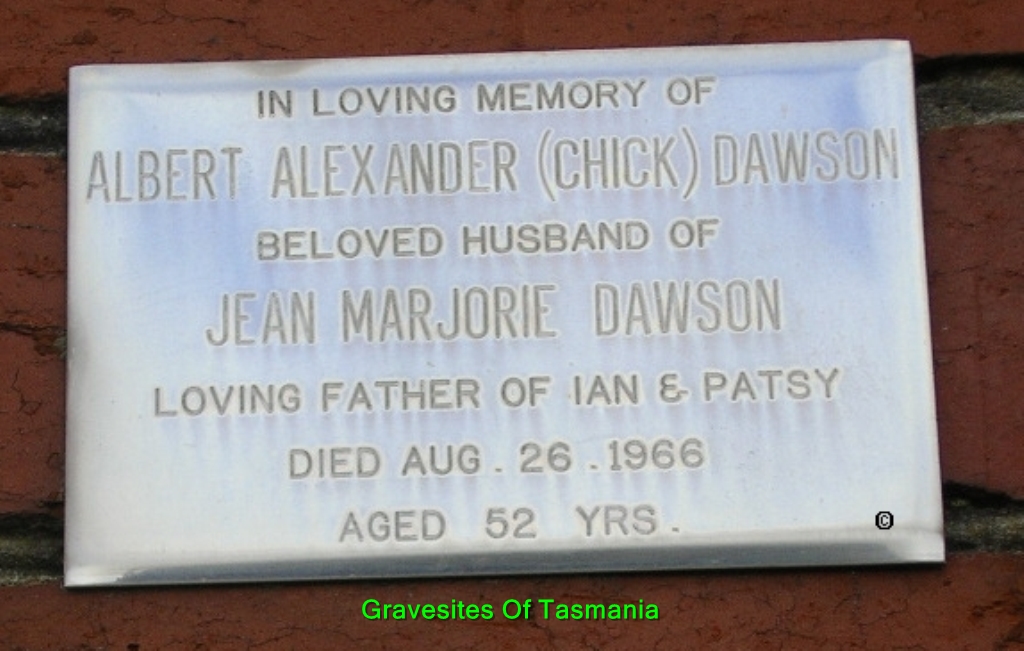 IN LOVING MEMORY OF
ALBERT ALEXANDER (CHICK) DAWSON
BELOVED HUSBAND OF
JEAN MARJORIE DAWSON
LOVING FATHER OF IAN & PATSY
DIED AUG. 26. 1966
AGED 52 YRS.
©
Gravesites Of Tasmania